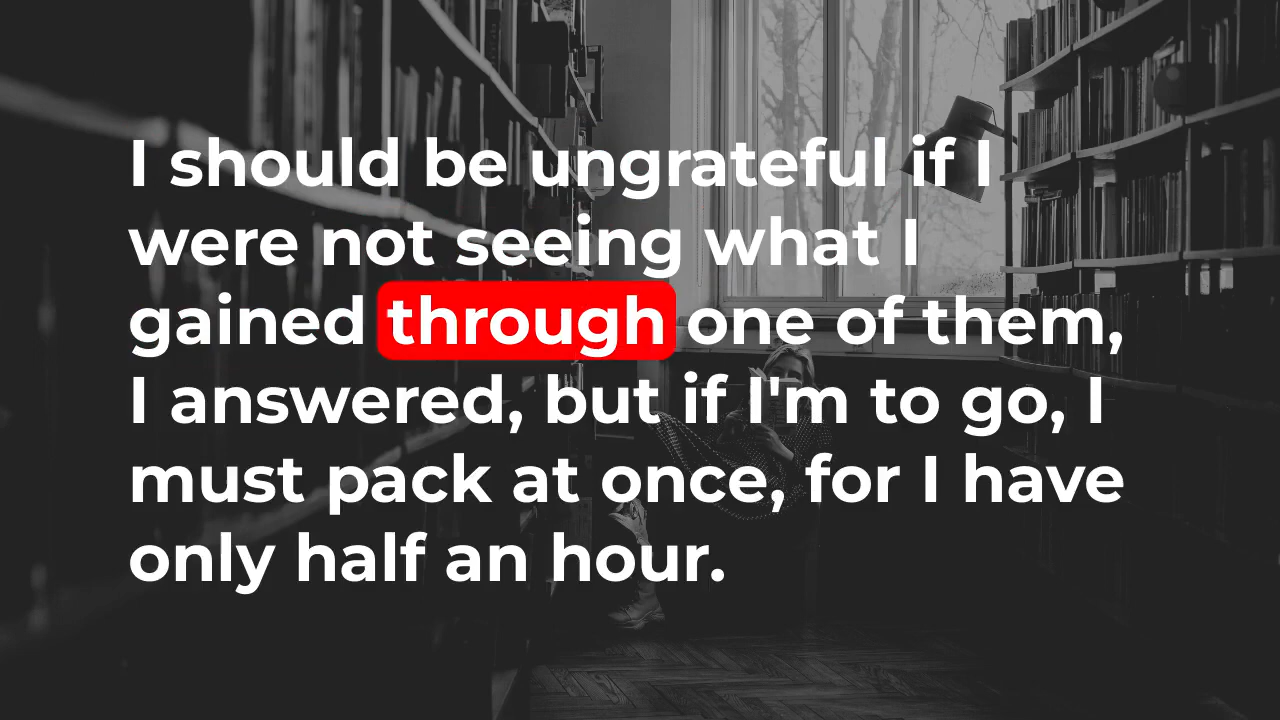 I should be ungrateful if I
were not seeing what I
gained through one of them,
I answered, but if I'm to go, I
must pack at once, for I have
only half an hour.